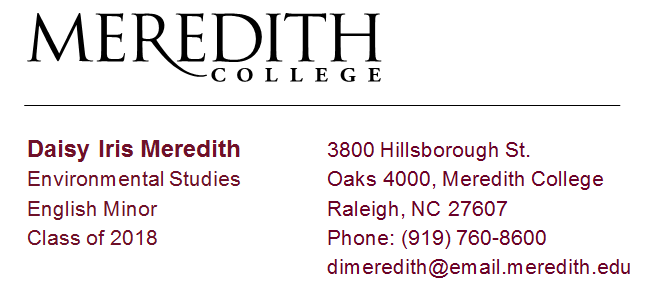 MEREDITH
COLLEGE
Daisy Iris Meredith
Environmental Studies
English Minor
Class of 2018
3800 Hillsborough St.
Oaks 4000, Meredith College
Raleigh, NC 27607
Phone: (919) 760-8600
dimeredith@email.meredith.edu